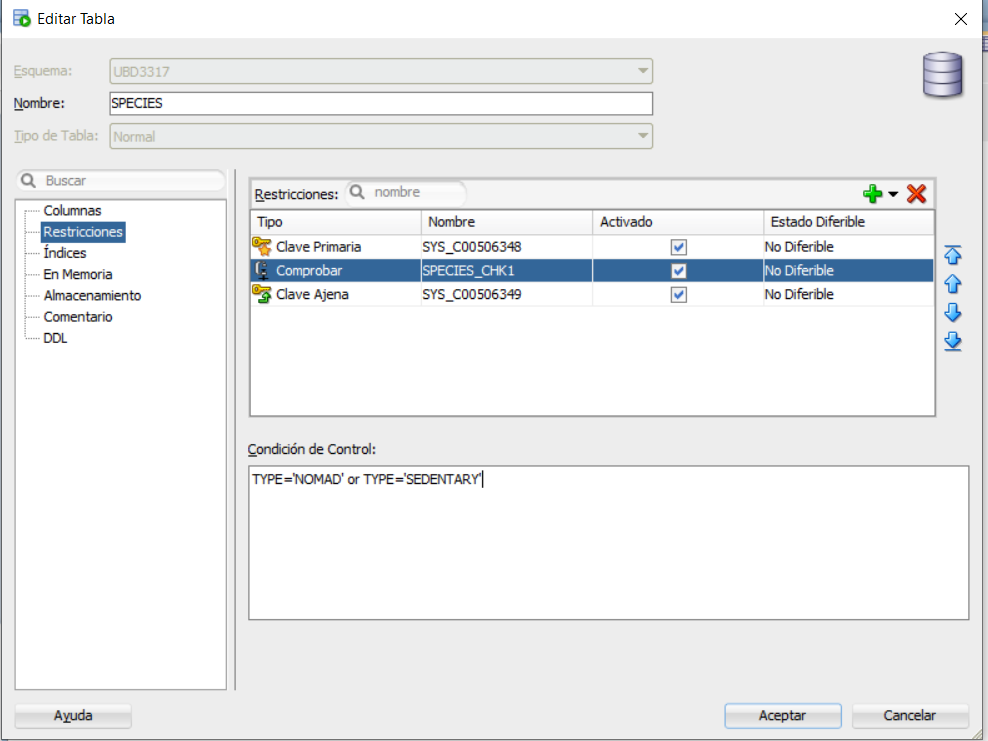 Editar Tabla
Esquema: UBD3317
Nombre: SPECIES
Tipo de Tabla: Normal
Buscar
Columnas
Restricciones
Índices
En Memoria
Almacenamiento
Comentario
DDL
Restricciones: nombre
Tipo Nombre Activado Estado Diferible
Clave Primaria SYS_C00506348 No Diferible
Comprobar SPECIES_CHK1 No Diferible
Clave Ajena SYS_C00506349 No Diferible
Condición de Control:
TYPE='NOMAD' or TYPE='SEDENTARY'
Ayuda Aceptar Cancelar